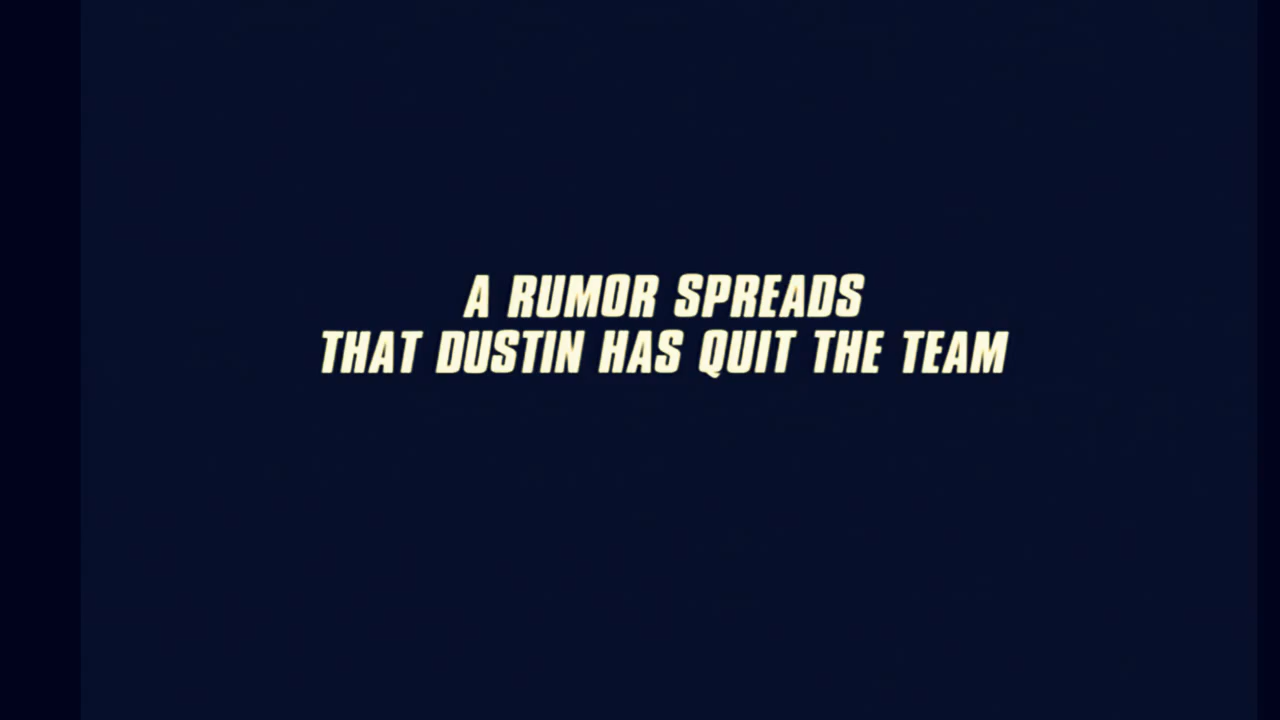 A RUMOR SPREADS
THAT DUSTIN HAS QUIT THE TEAM